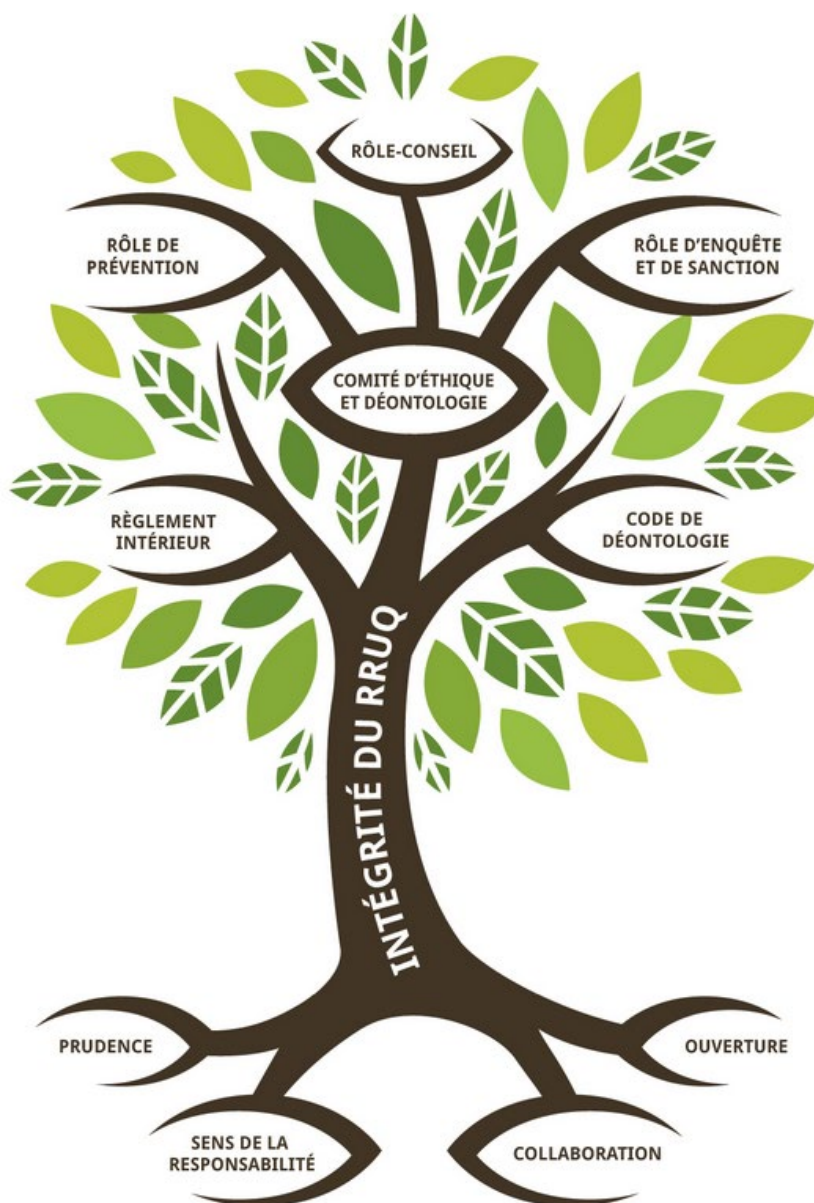 RÔLE-CONSEIL
RÔLE DE
PRÉVENTION
RÔLE D'ENQUÊTE
ET DE SANCTION
COMITÉ D'ÉTHIQUE
ET DÉONTOLOGIE
RÈGLEMENT
INTÉRIEUR
CODE DE
DÉONTOLOGIE
INTÉGRITÉ DU RRUQ
PRUDENCE
OUVERTURE
SENS DE LA
RESPONSABILITÉ
COLLABORATION